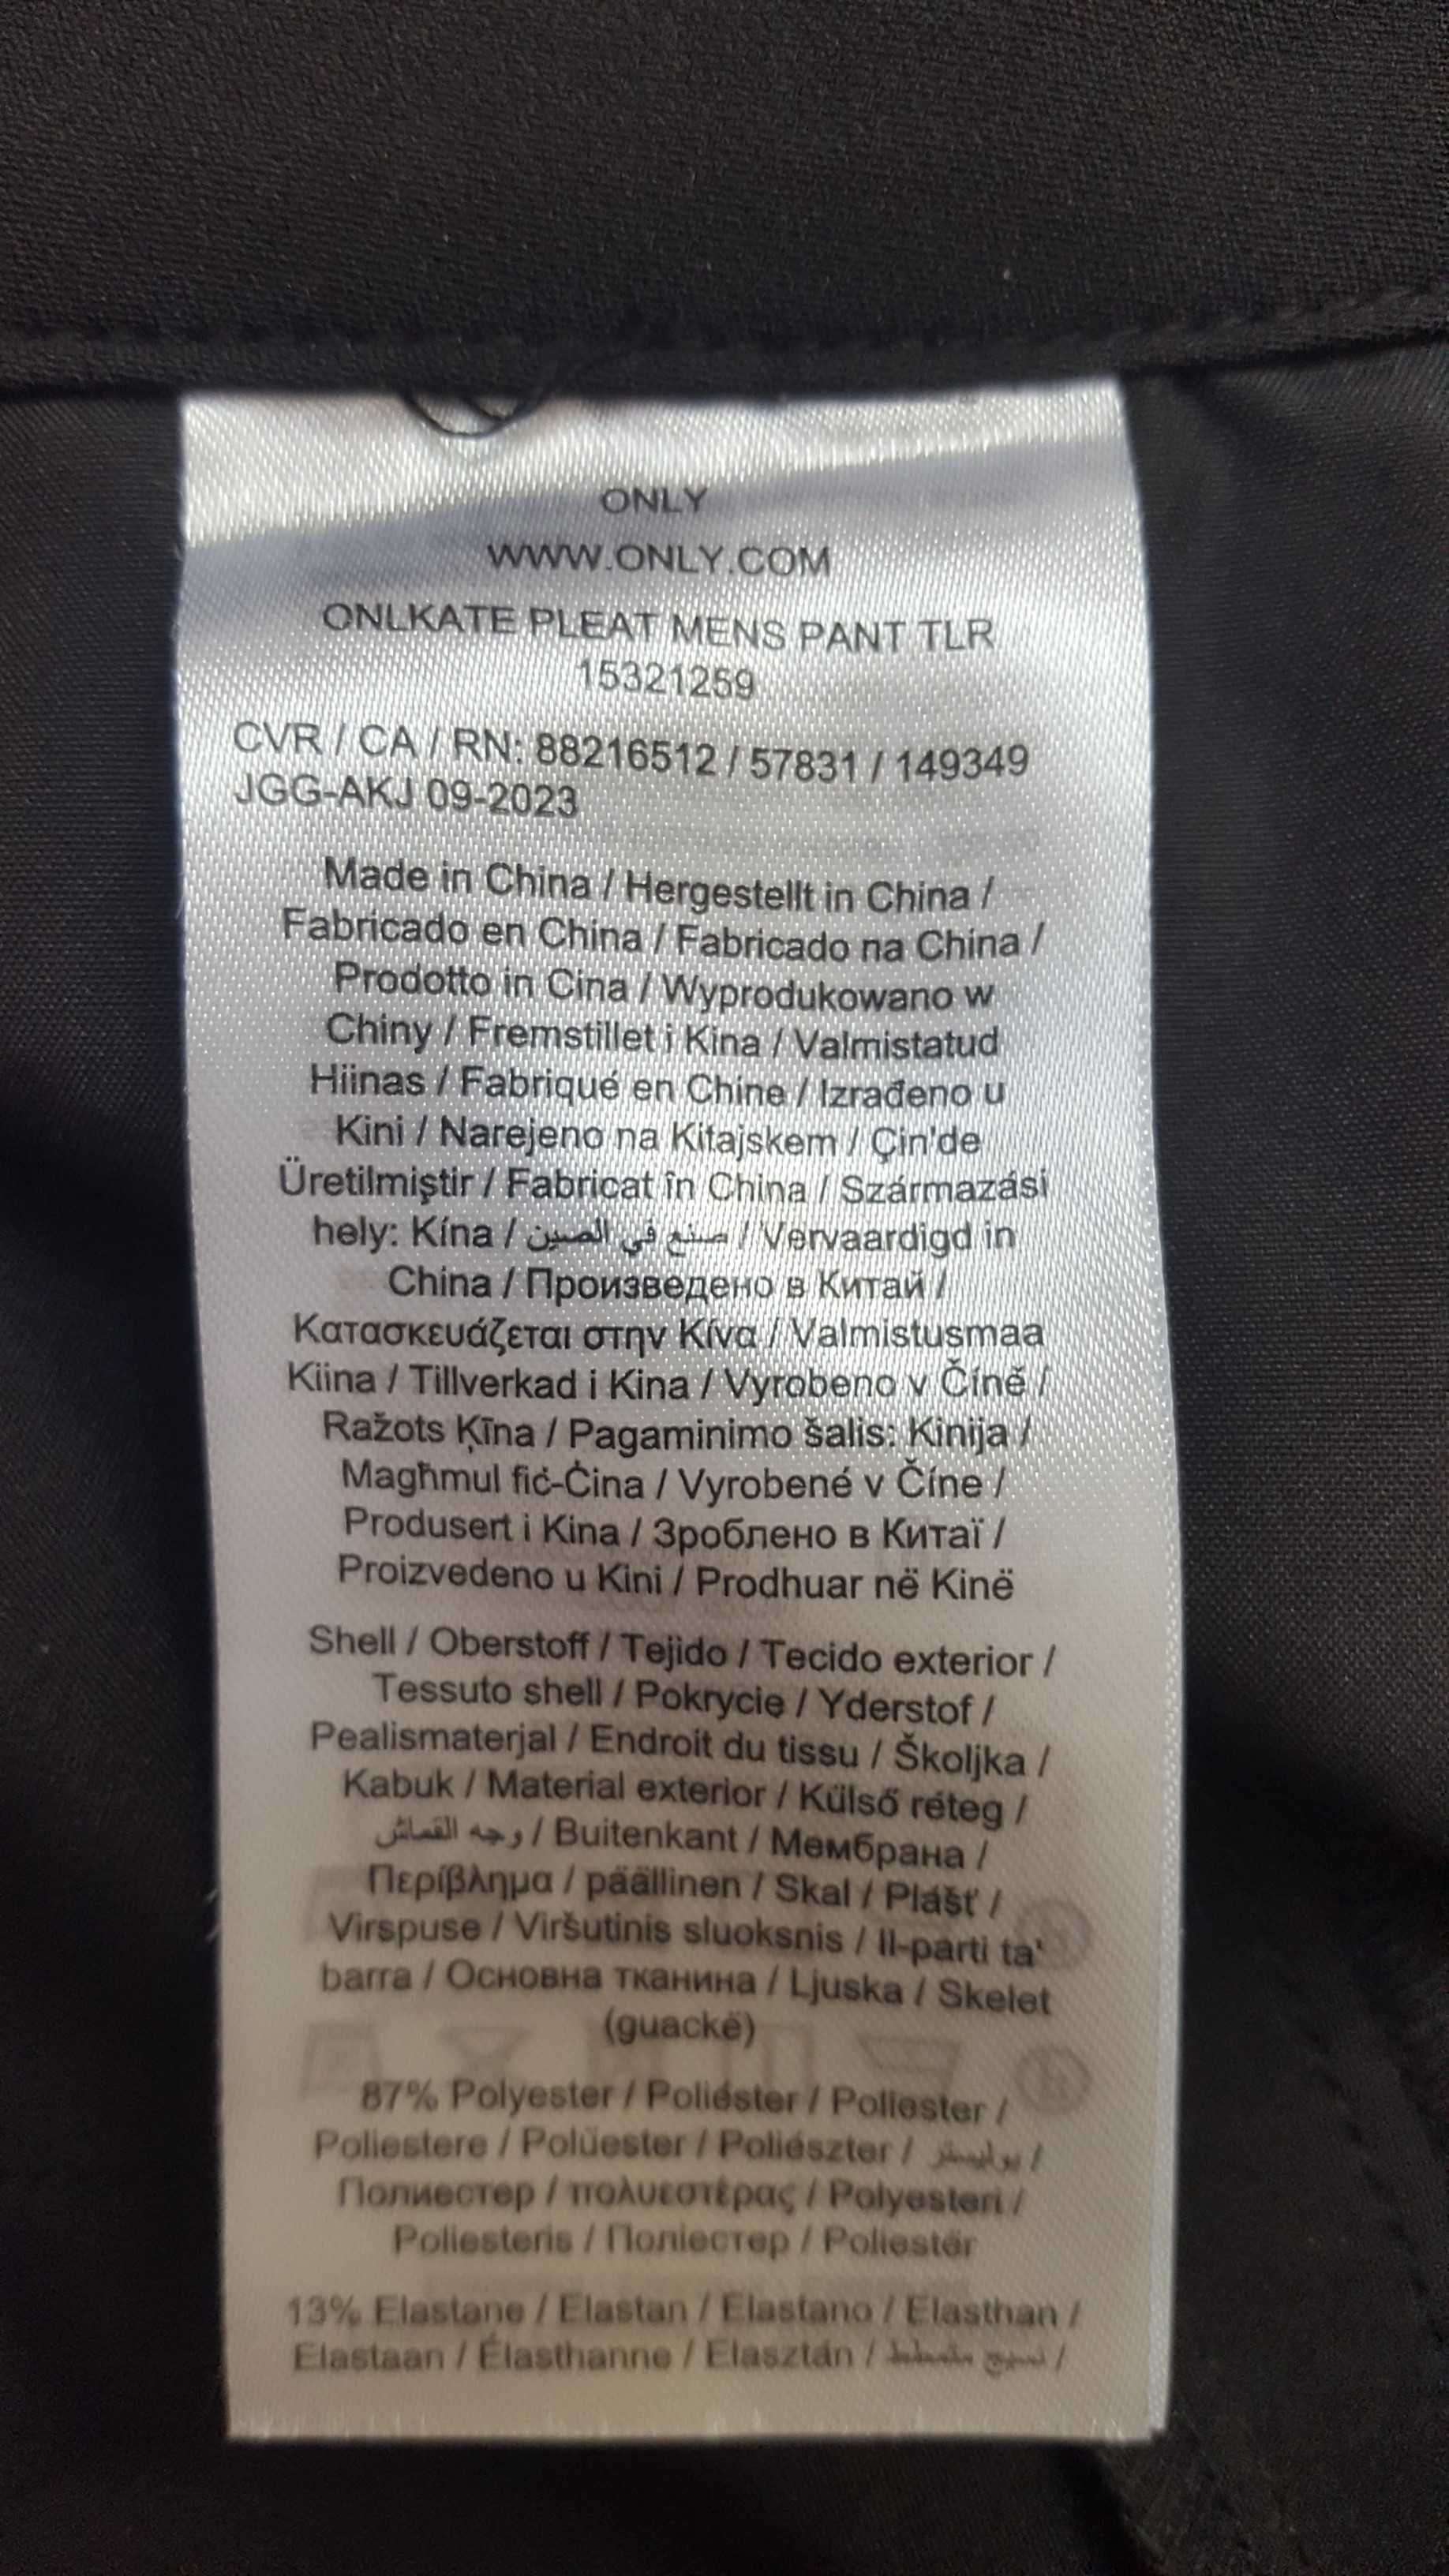 ONLY
WWW.ONLY.COM
ONLKATE PLEAT MENS PANT TLR
15321259
CVR / CA / RN: 88216512 / 57831 / 149349
JGG-AKJ 09-2023
Made in China / Hergestellt in China /
Fabricado en China / Fabricado na China /
Prodotto in Cina / Wyprodukowano w
Chiny / Fremstillet i Kina / Valmistatud
Hiinas / Fabriqué en Chine / Izrađeno u
Kini / Narejeno na Kitajskem / Çin'de
Üretilmiştir / Fabricat în China / Származási
hely: Kína / صنع في الصين / Vervaardigd in
China / Произведено в Китай /
Κατασκευάζεται στην Κίνα / Valmistusmaa
Kiina / Tillverkad i Kina / Vyrobeno v Číně /
Ražots Ķīna / Pagaminimo šalis: Kinija /
Magħmul fiċ-Ċina / Vyrobené v Číne /
Produsert i Kina / Зроблено в Китаї /
Proizvedeno u Kini / Prodhuar në Kinë
Shell / Oberstoff / Tejido / Tecido exterior /
Tessuto shell / Pokrycie / Yderstof /
Pealismaterjal / Endroit du tissu / Školjka /
Kabuk / Material exterior / Külső réteg /
وجه القماش / Buitenkant / Мембрана /
Περίβλημα / päällinen / Skal / Plášť /
Virspuse / Viršutinis sluoksnis / Il-parti ta'
barra / Основна тканина / Ljuska / Skelet
(guackë)
87% Polyester / Poliéster / Poliester /
Poliestere / Polüester / Poliészter / بوليستر /
Полиестер / πολυεστέρας / Polyesteri /
Poliesteris / Поліестер / Poliestër
13% Elastane / Elastan / Elastano / Elasthan /
Elastaan / Élasthanne / Elasztán / نسيج مطاطي /